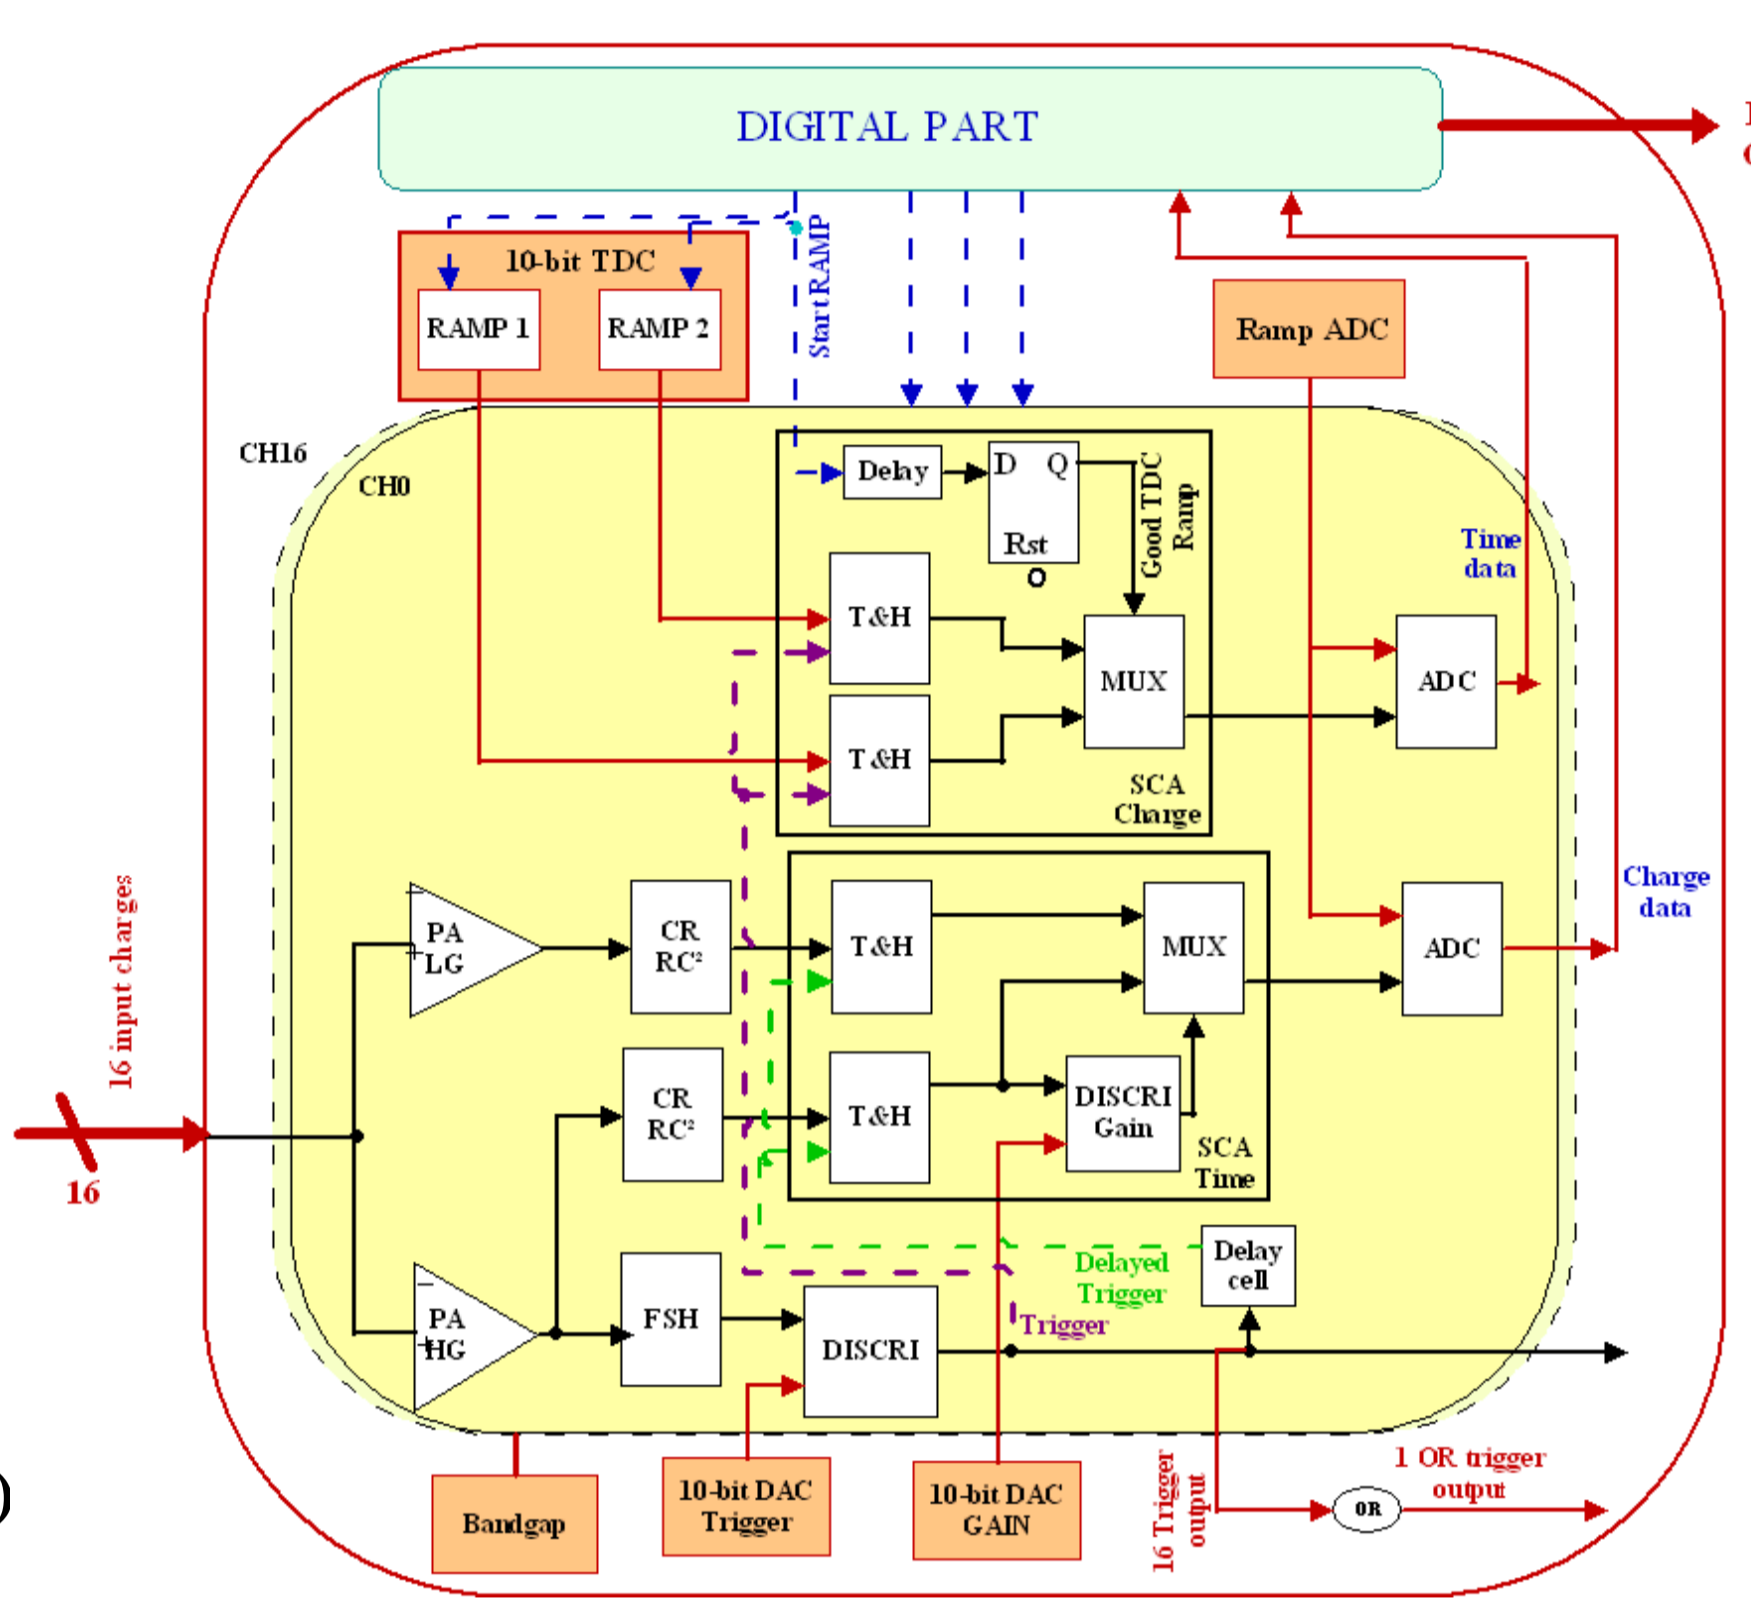 DIGITAL PART
StartRAMP
10-bit TDC
RAMP 1
RAMP 2
Ramp ADC
CH16
CH0
Delay
D Q
Rst
Good TDC
Ramp
T&H
MUX
ADC
Time
data
T&H
SCA
Charge
16 input charges
16
PA
LG
CR
RC²
T&H
MUX
ADC
Charge
data
CR
RC²
T&H
DISCRI
Gain
SCA
Time
Delayed
Trigger
Delay
cell
PA
HG
FSH
DISCRI
Trigger
Bandgap
10-bit DAC
Trigger
10-bit DAC
GAIN
16 Trigger
output
OR
1 OR trigger
output
)